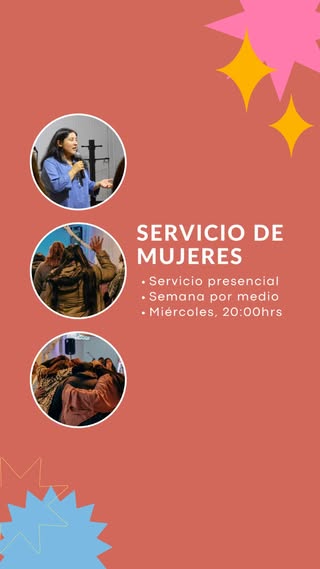 SERVICIO DE
MUJERES
• Servicio presencial
• Semana por medio
• Miércoles, 20:00hrs